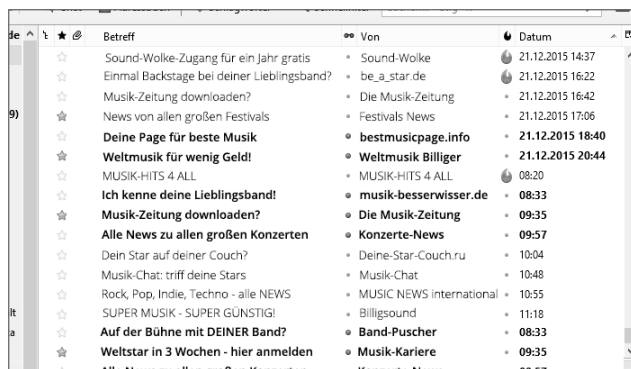 de Betreff Von Datum
Sound-Wolke-Zugang für ein Jahr gratis Sound-Wolke 21.12.2015 14:37
Einmal Backstage bei deiner Lieblingsband? be_a_star.de 21.12.2015 16:22
Musik-Zeitung downloaden? Die Musik-Zeitung 21.12.2015 16:42
9) News von allen großen Festivals Festivals News 21.12.2015 17:06
Deine Page für beste Musik bestmusicpage.info 21.12.2015 18:40
Weltmusik für wenig Geld! Weltmusik Billiger 21.12.2015 20:44
MUSIK-HITS 4 ALL MUSIK-HITS 4 ALL 08:20
Ich kenne deine Lieblingsband! musik-besserwisser.de 08:33
Musik-Zeitung downloaden? Die Musik-Zeitung 09:35
Alle News zu allen großen Konzerten Konzerte-News 09:57
Dein Star auf deiner Couch? Deine-Star-Couch.ru 10:04
Musik-Chat: triff deine Stars Musik-Chat 10:48
Rock, Pop, Indie, Techno - alle NEWS MUSIC NEWS international 10:55
lt SUPER MUSIK - SUPER GÜNSTIG! Billigsound 11:18
a Auf der Bühne mit DEINER Band? Band-Puscher 08:33
Weltstar in 3 Wochen - hier anmelden Musik-Kariere 09:35